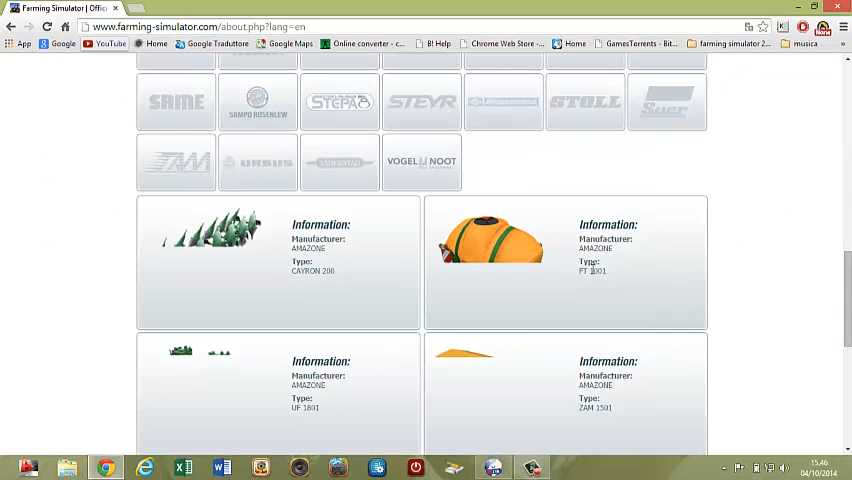 Farming Simulator | Offici
www.farming-simulator.com/about.php?lang=en
App Google YouTube Home Google Traduttore Google Maps Online converter - c... B! Help Chrome Web Store -... Home GamesTorrents - Bit... farming simulator 2... musica
None
SAME SAMPO ROSENLEW STEPA STEYR STOLL Suer
URSUS VÄDERSTAD VOGEL NOOT
Information:
Manufacturer:
AMAZONE
Type:
CAYRON 200
Information:
Manufacturer:
AMAZONE
Type:
FT 1001
Information:
Manufacturer:
AMAZONE
Type:
UF 1801
Information:
Manufacturer:
AMAZONE
Type:
ZAM 1501
15.46
04/10/2014